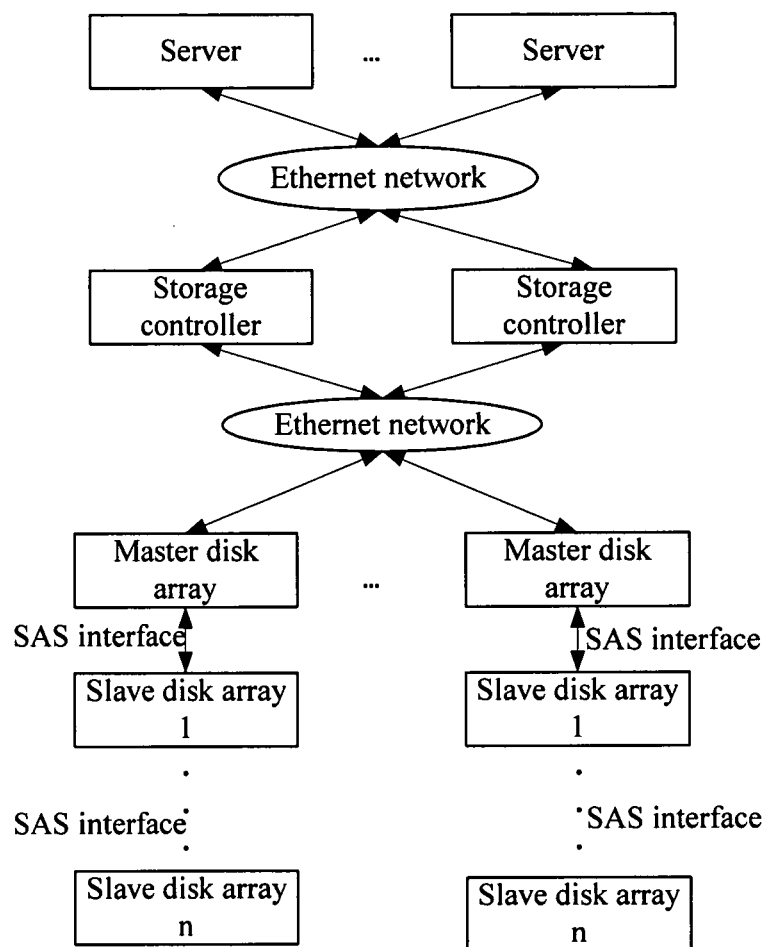 Server ... Server
Ethernet network
Storage
controller
Storage
controller
Ethernet network
Master disk
array
...
Master disk
array
SAS interface
SAS interface
Slave disk array
1
Slave disk array
1
SAS interface
SAS interface
Slave disk array
n
Slave disk array
n